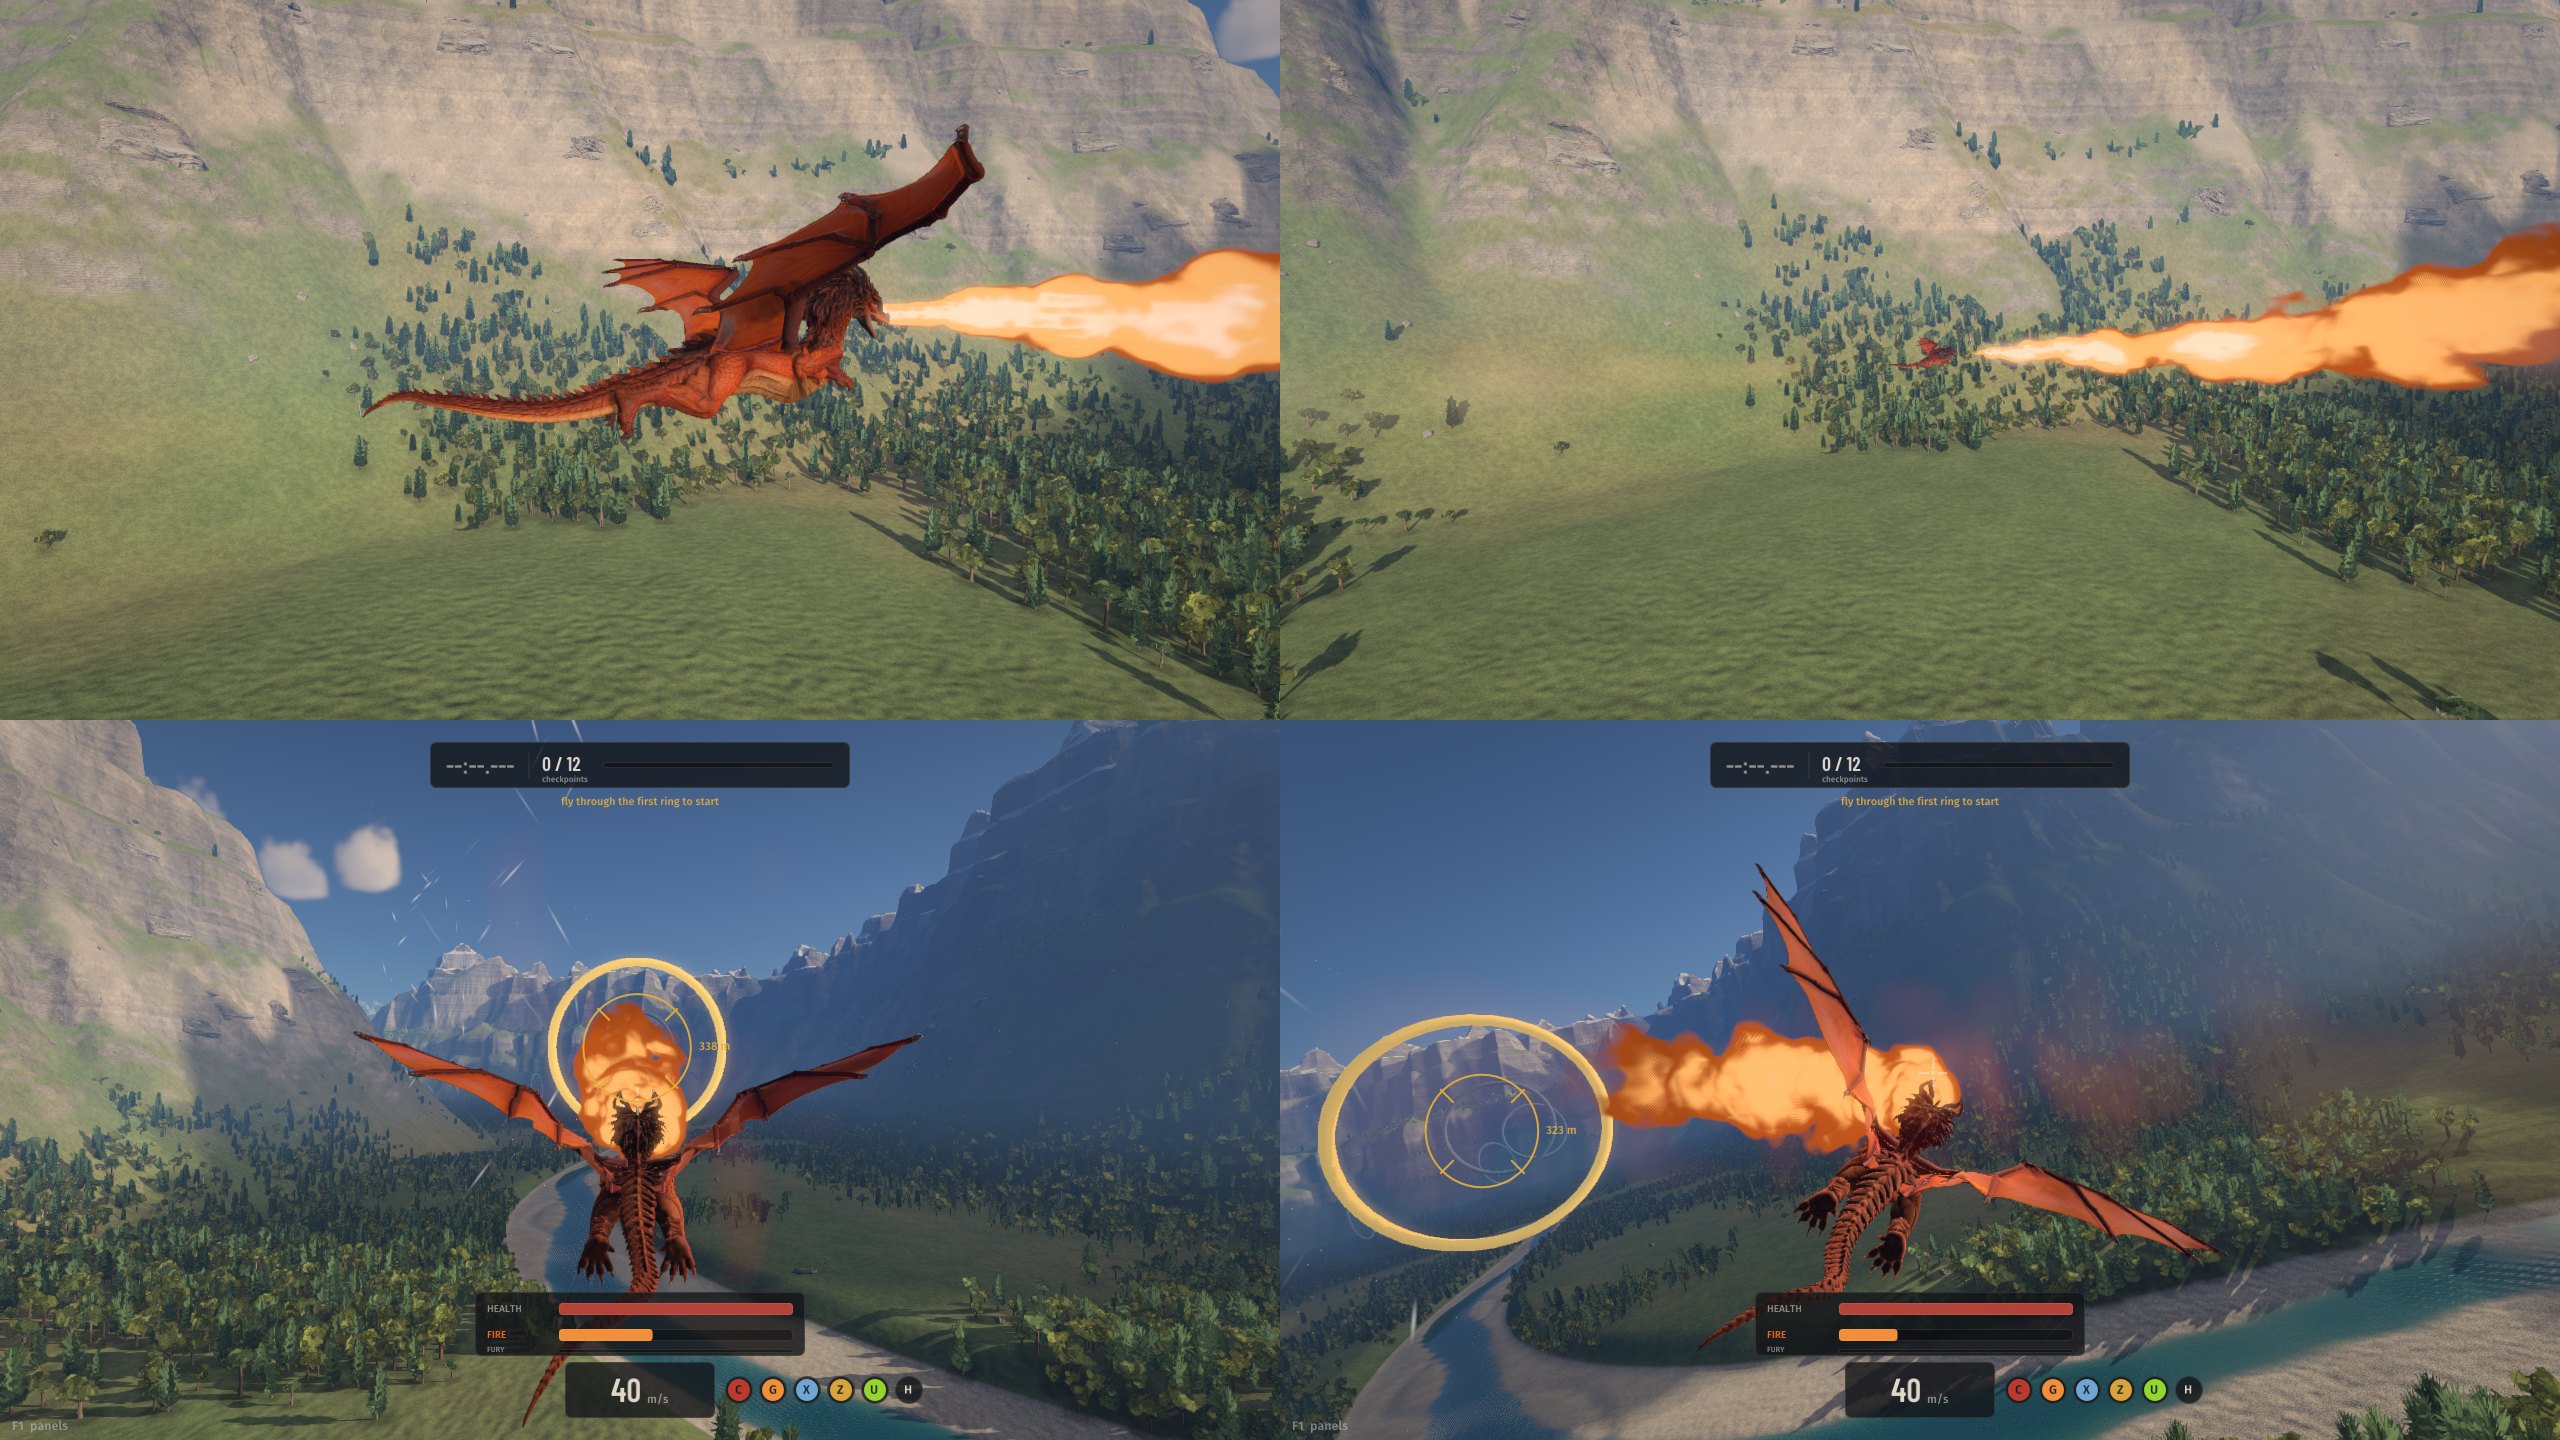 --:--.---
0 / 12
checkpoints
fly through the first ring to start
338 m
HEALTH
FIRE
FURY
40 m/s
C G X Z U H
F1 panels
--:--.---
0 / 12
checkpoints
fly through the first ring to start
323 m
HEALTH
FIRE
FURY
40 m/s
C G X Z U H
F1 panels